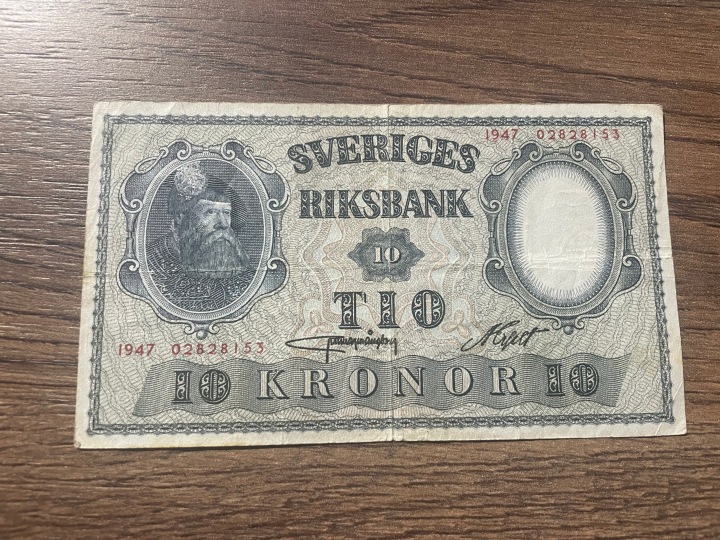 1947 02828153
SVERIGES
RIKSBANK
10
TIO
1947 02828153
10 KRONOR 10